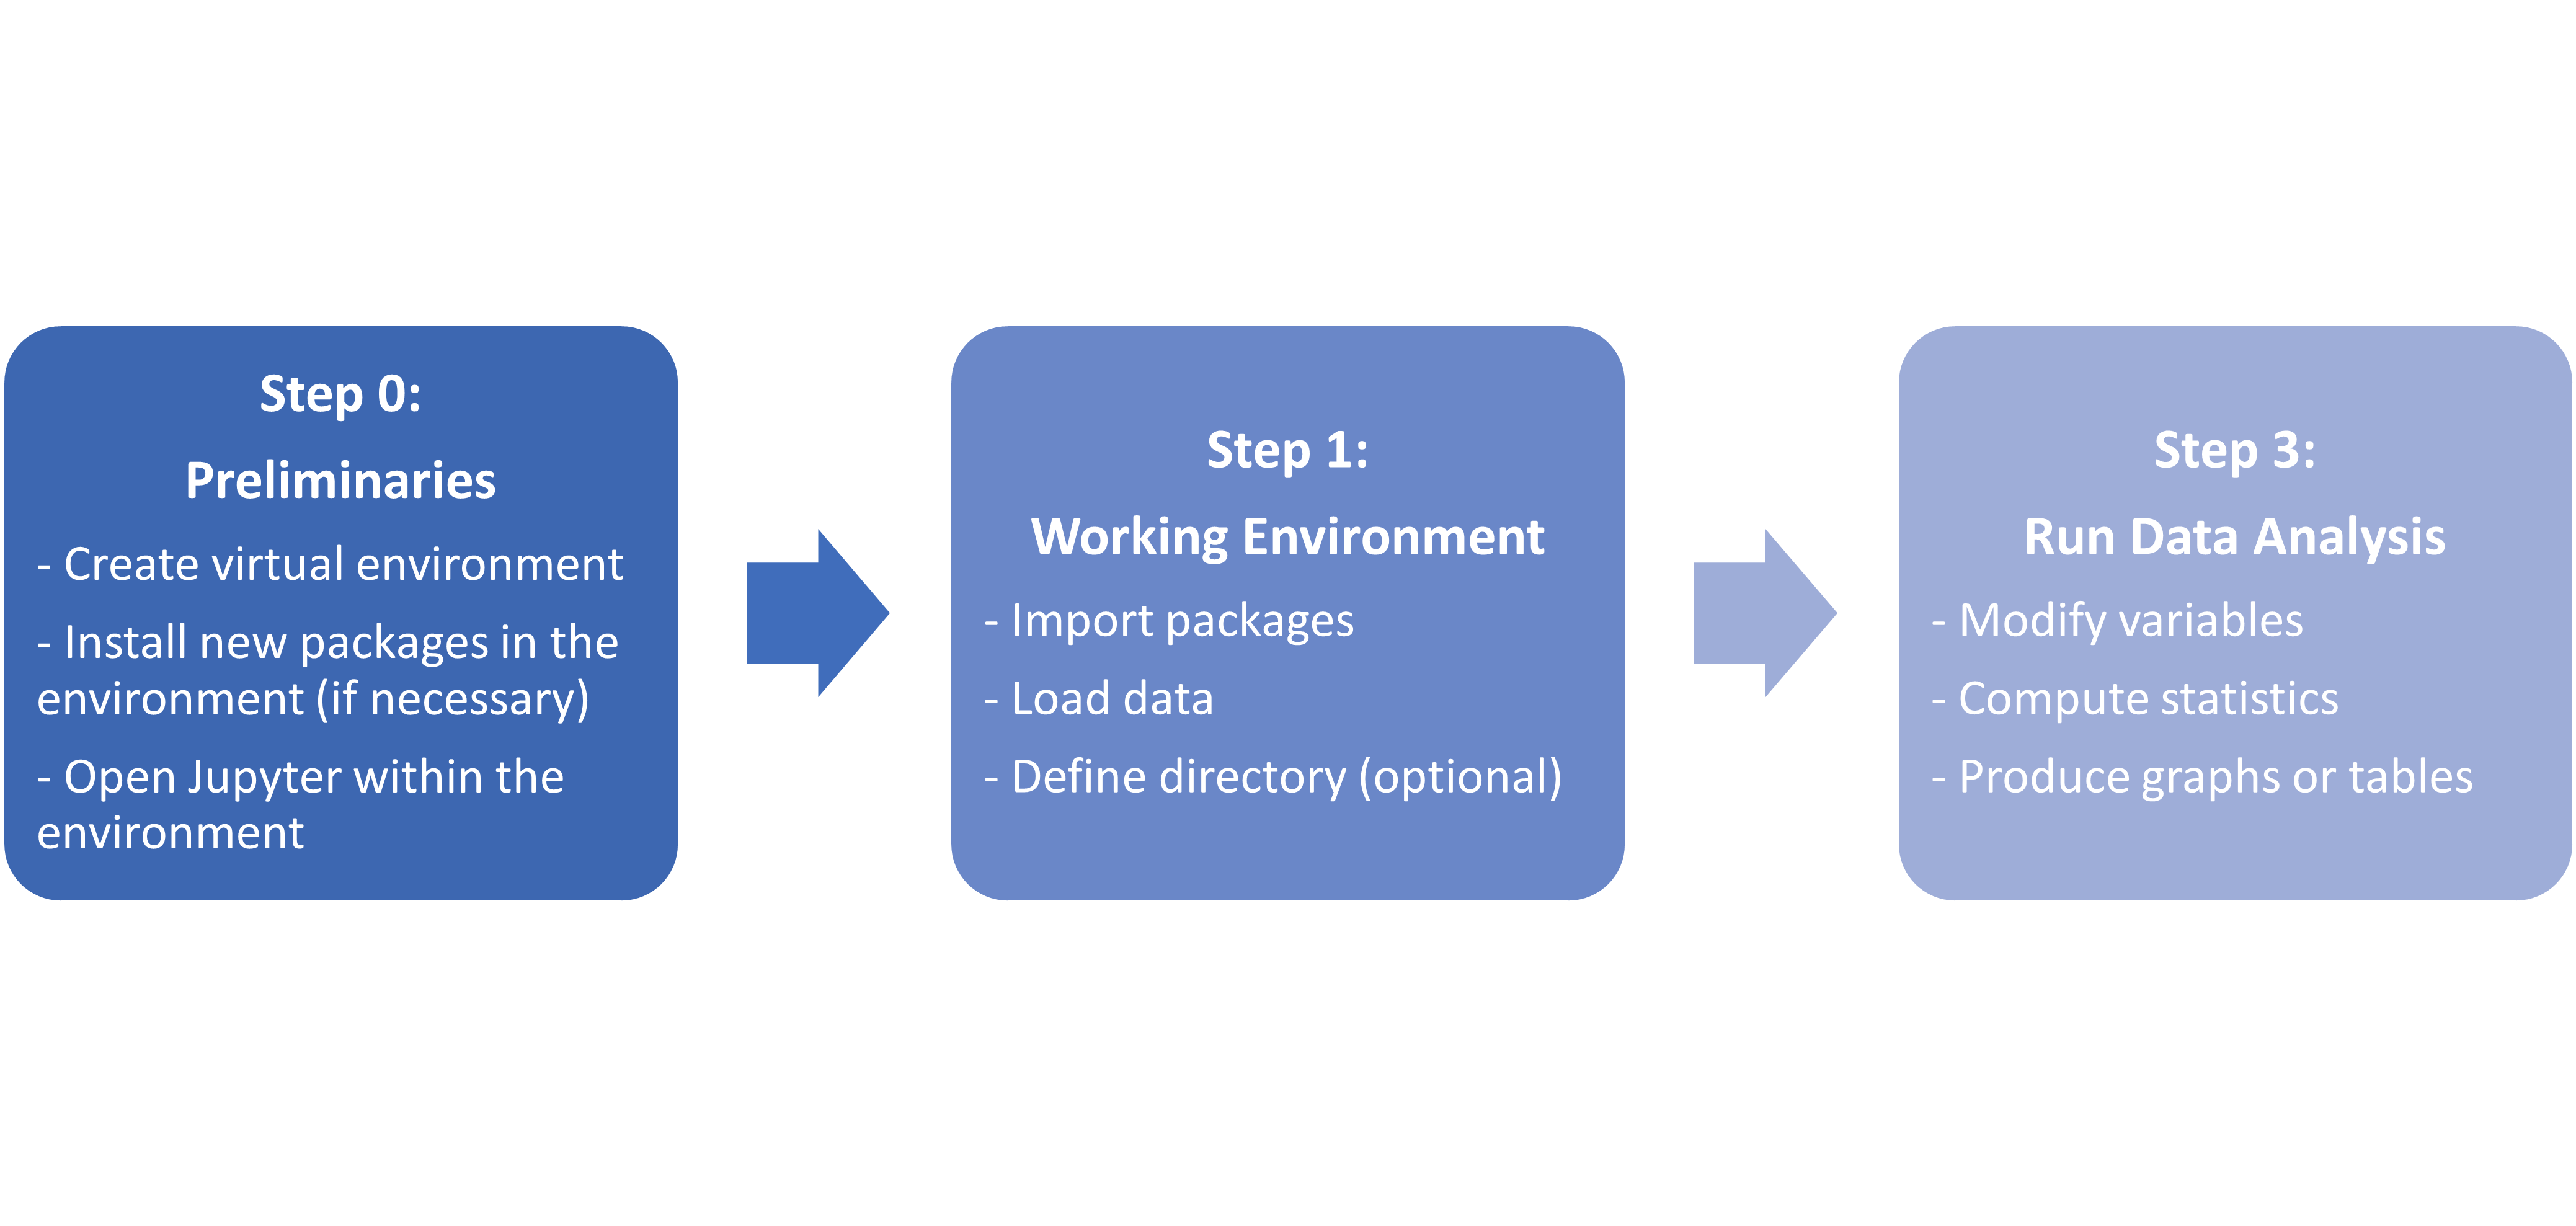 Step 0:
Preliminaries
- Create virtual environment
- Install new packages in the
environment (if necessary)
- Open Jupyter within the
environment
Step 1:
Working Environment
- Import packages
- Load data
- Define directory (optional)
Step 3:
Run Data Analysis
- Modify variables
- Compute statistics
- Produce graphs or tables